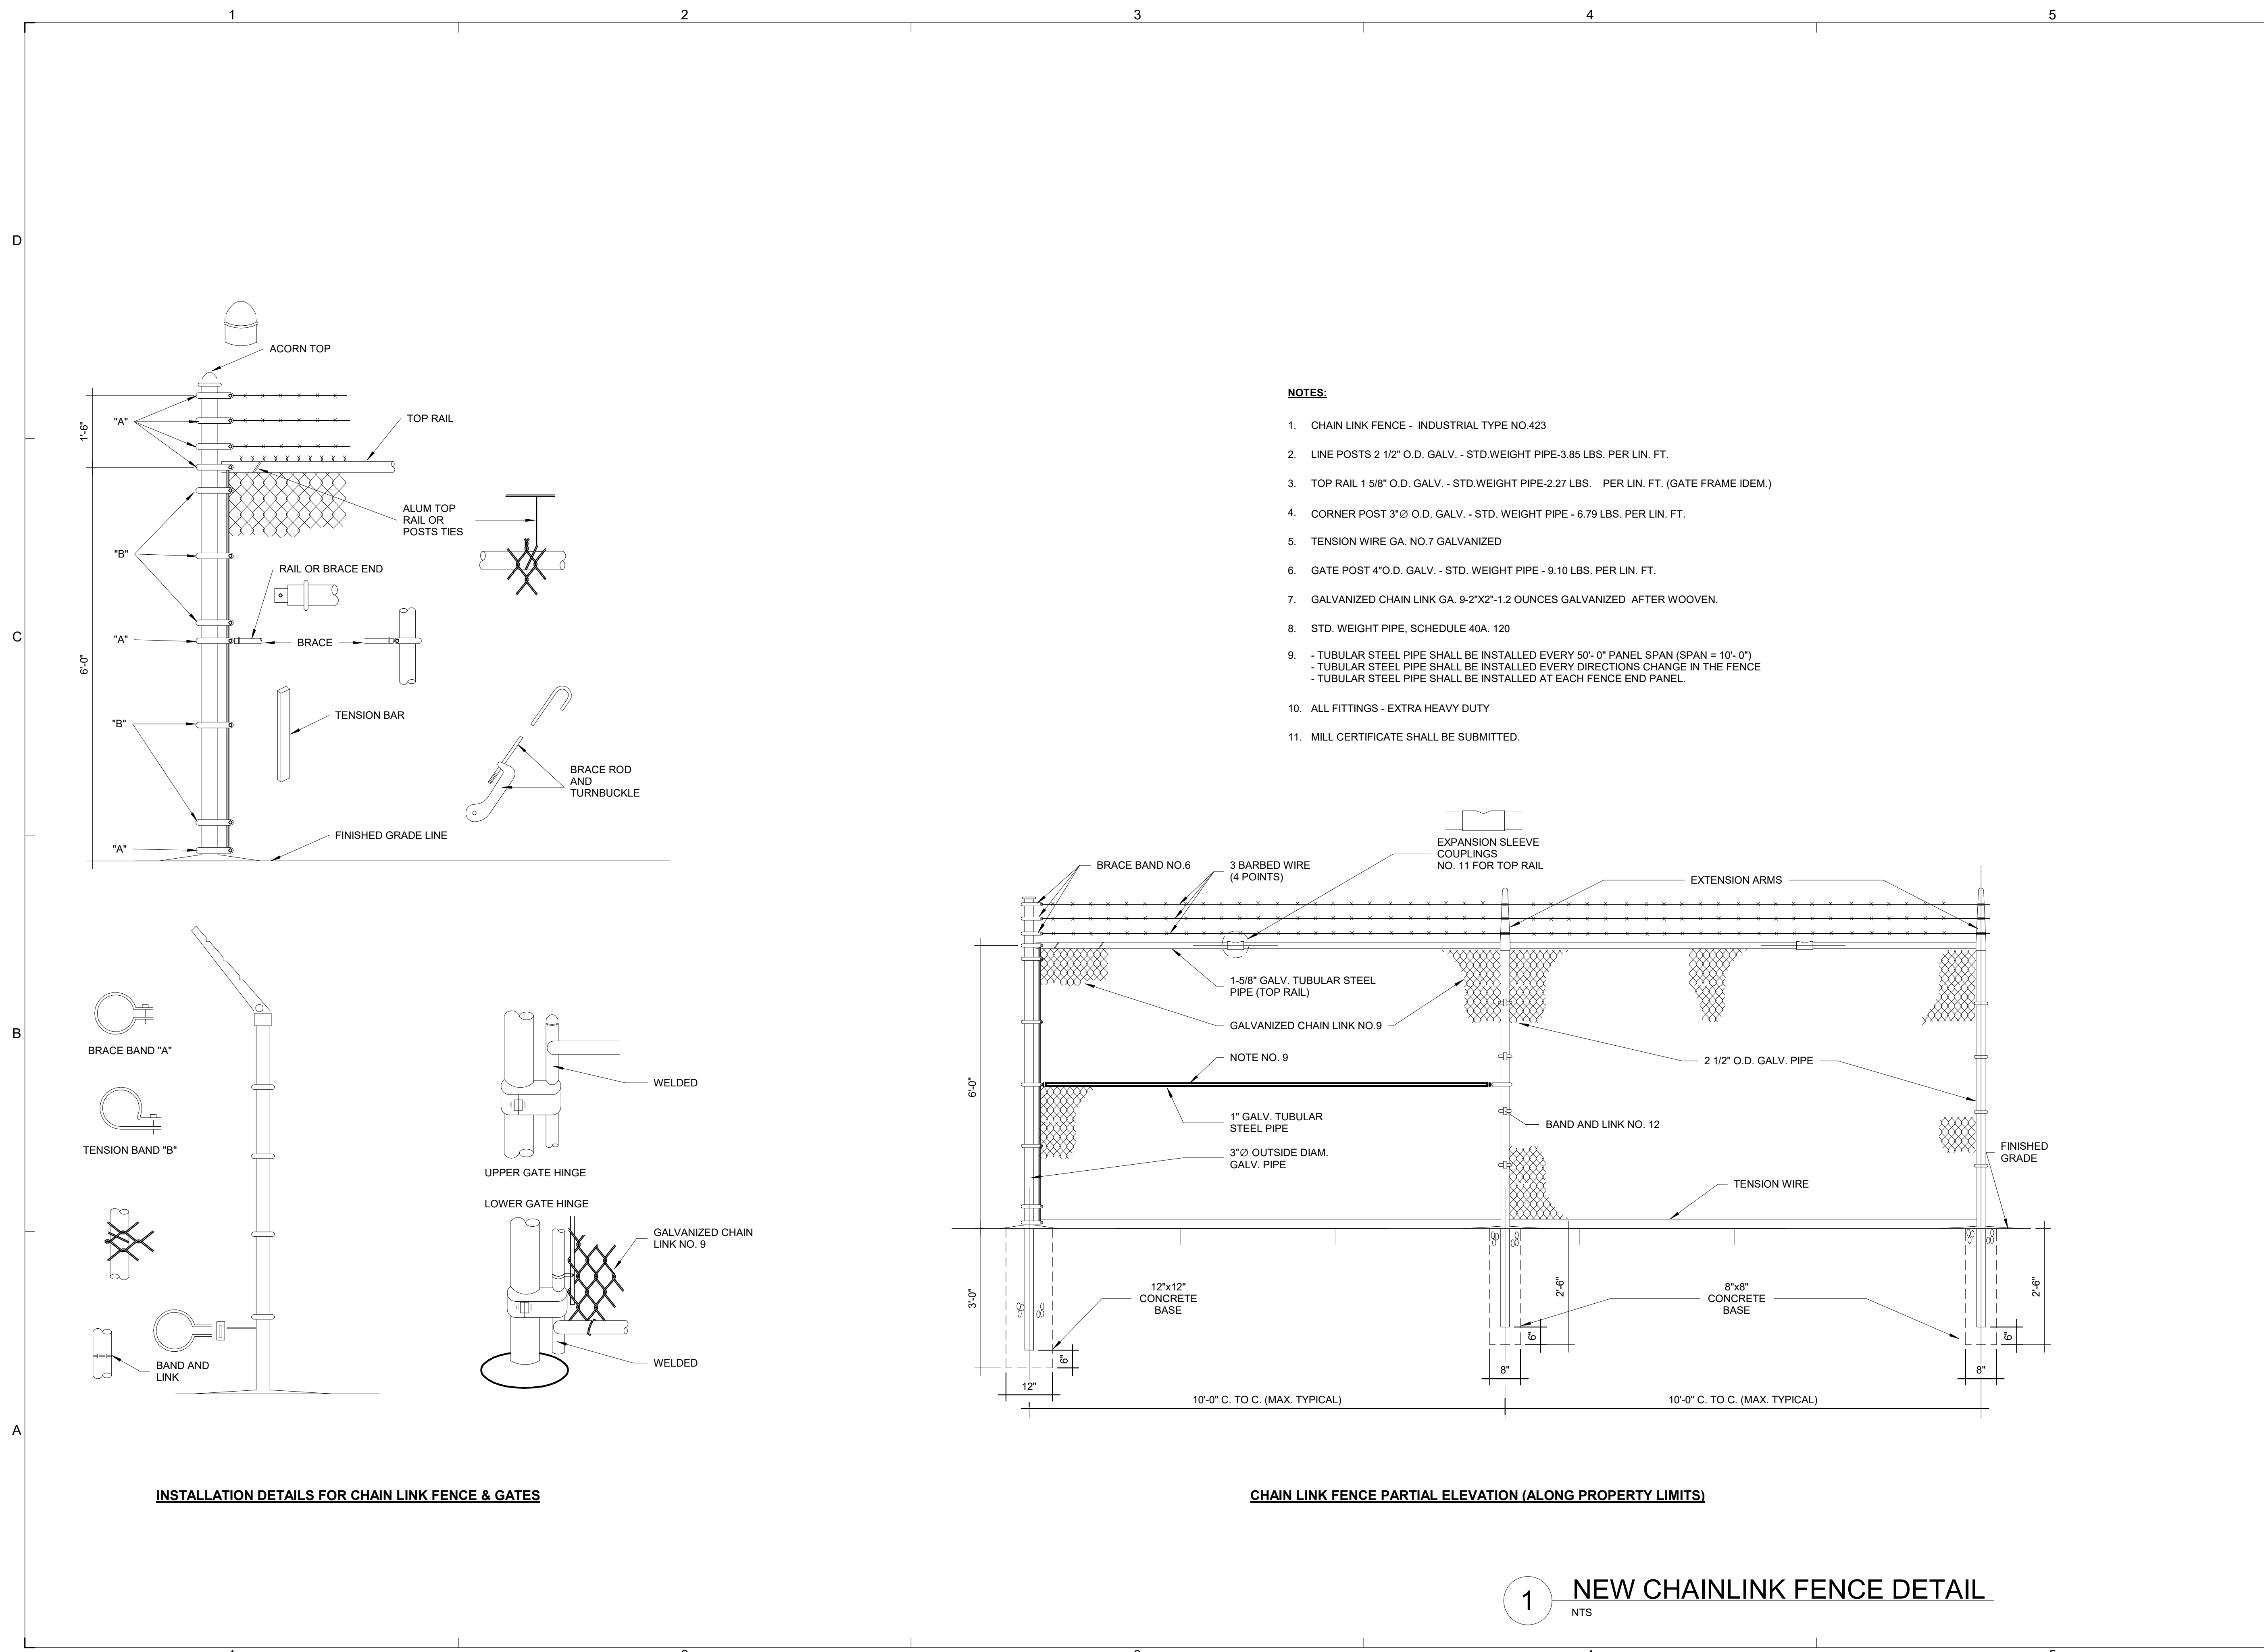 1
2
3
4
5
D
C
B
A
ACORN TOP
1'-6"
"A"
TOP RAIL
ALUM TOP
RAIL OR
POSTS TIES
"B"
RAIL OR BRACE END
"A"
BRACE
6'-0"
TENSION BAR
"B"
BRACE ROD
AND
TURNBUCKLE
FINISHED GRADE LINE
"A"
BRACE BAND "A"
TENSION BAND "B"
BAND AND
LINK
WELDED
UPPER GATE HINGE
LOWER GATE HINGE
GALVANIZED CHAIN
LINK NO. 9
WELDED
INSTALLATION DETAILS FOR CHAIN LINK FENCE & GATES
NOTES:
1. CHAIN LINK FENCE - INDUSTRIAL TYPE NO.423
2. LINE POSTS 2 1/2" O.D. GALV. - STD.WEIGHT PIPE-3.85 LBS. PER LIN. FT.
3. TOP RAIL 1 5/8" O.D. GALV. - STD.WEIGHT PIPE-2.27 LBS. PER LIN. FT. (GATE FRAME IDEM.)
4. CORNER POST 3"∅ O.D. GALV. - STD. WEIGHT PIPE - 6.79 LBS. PER LIN. FT.
5. TENSION WIRE GA. NO.7 GALVANIZED
6. GATE POST 4"O.D. GALV. - STD. WEIGHT PIPE - 9.10 LBS. PER LIN. FT.
7. GALVANIZED CHAIN LINK GA. 9-2"X2"-1.2 OUNCES GALVANIZED AFTER WOOVEN.
8. STD. WEIGHT PIPE, SCHEDULE 40A. 120
9. - TUBULAR STEEL PIPE SHALL BE INSTALLED EVERY 50'- 0" PANEL SPAN (SPAN = 10'- 0")
- TUBULAR STEEL PIPE SHALL BE INSTALLED EVERY DIRECTIONS CHANGE IN THE FENCE
- TUBULAR STEEL PIPE SHALL BE INSTALLED AT EACH FENCE END PANEL.
10. ALL FITTINGS - EXTRA HEAVY DUTY
11. MILL CERTIFICATE SHALL BE SUBMITTED.
EXPANSION SLEEVE
COUPLINGS
NO. 11 FOR TOP RAIL
BRACE BAND NO.6
3 BARBED WIRE
(4 POINTS)
EXTENSION ARMS
1-5/8" GALV. TUBULAR STEEL
PIPE (TOP RAIL)
GALVANIZED CHAIN LINK NO.9
NOTE NO. 9
2 1/2" O.D. GALV. PIPE
6'-0"
1" GALV. TUBULAR
STEEL PIPE
BAND AND LINK NO. 12
3"∅ OUTSIDE DIAM.
GALV. PIPE
FINISHED
GRADE
TENSION WIRE
3'-0"
12"x12"
CONCRETE
BASE
2'-6"
8"x8"
CONCRETE
BASE
2'-6"
6"
6"
6"
12"
8"
8"
10'-0" C. TO C. (MAX. TYPICAL)
10'-0" C. TO C. (MAX. TYPICAL)
CHAIN LINK FENCE PARTIAL ELEVATION (ALONG PROPERTY LIMITS)
1
NEW CHAINLINK FENCE DETAIL
NTS